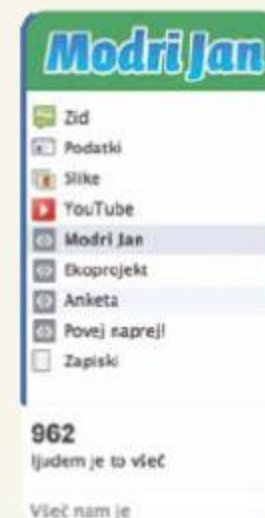 Modri Jan
Zid
Podatki
Slike
YouTube
Modri Jan
Ekoprojekt
Anketa
Povej naprej!
Zapiski
962
ljudem je to všeč
Všeč nam je